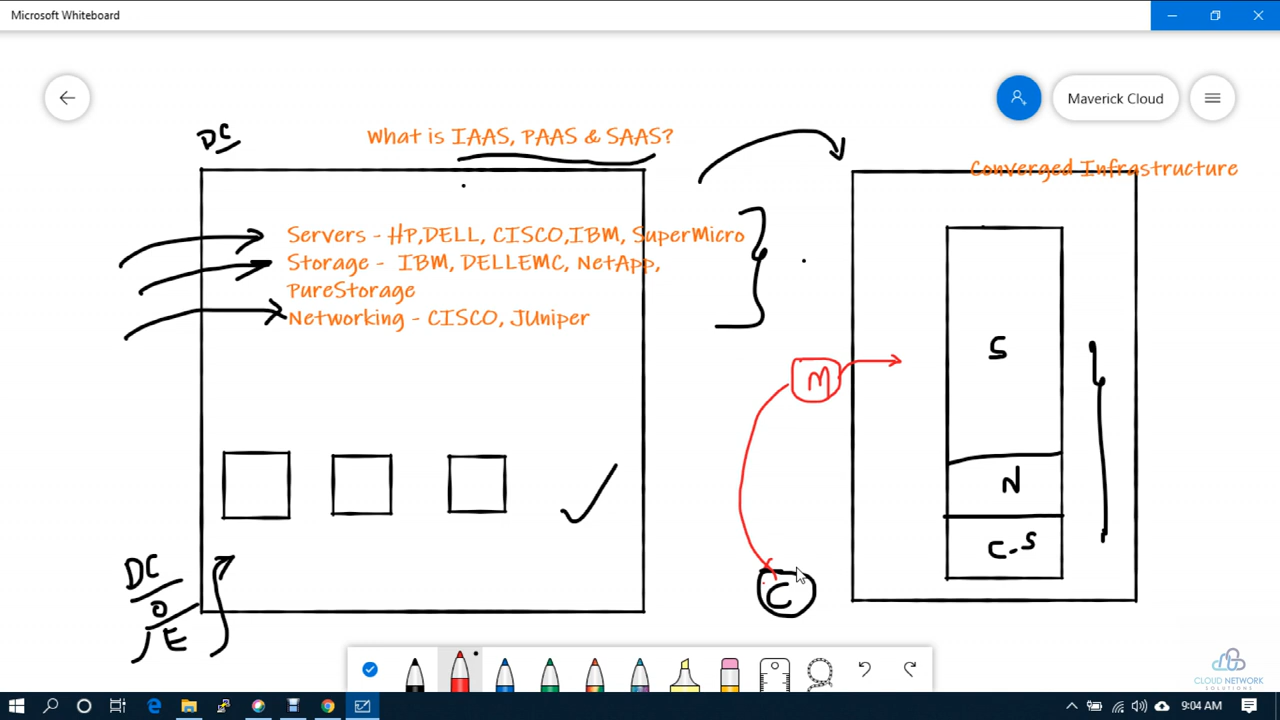 Microsoft Whiteboard
Maverick Cloud
DC
What is IAAS, PAAS & SAAS?
Converged Infrastructure
Servers - HP,DELL, CISCO,IBM, SuperMicro
Storage - IBM, DELLEMC, NetApp,
PureStorage
Networking - CISCO, JUniper
S
M
N
C.S
DC
O
E
C
CLOUD NETWORK
SOLUTIONS
9:04 AM